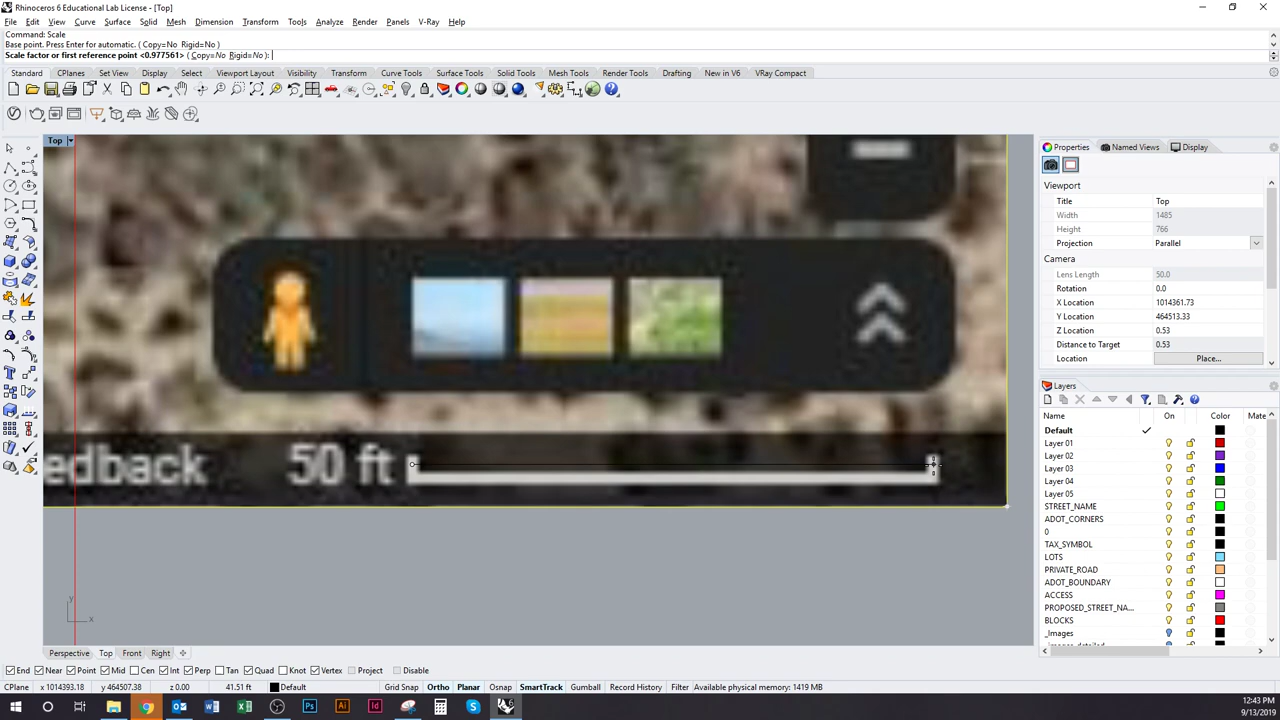 Rhinoceros 6 Educational Lab License - [Top]
File Edit View Curve Surface Solid Mesh Dimension Transform Tools Analyze Render Panels V-Ray Help
Command: Scale
Base point. Press Enter for automatic. ( Copy=No Rigid=No )
Scale factor or first reference point <0.977561> ( Copy=No Rigid=No ):
Standard CPlanes Set View Display Select Viewport Layout Visibility Transform Curve Tools Surface Tools Solid Tools Mesh Tools Render Tools Drafting New in V6 VRay Compact
Top
edback 50 ft
y
x
Properties Named Views Display
Viewport
Title Top
Width 1485
Height 766
Projection Parallel
Camera
Lens Length 50.0
Rotation 0.0
X Location 1014361.73
Y Location 464513.33
Z Location 0.53
Distance to Target 0.53
Location Place...
Layers
Name On Color Mate
Default
Layer 01
Layer 02
Layer 03
Layer 04
Layer 05
STREET_NAME
ADOT_CORNERS
0
TAX_SYMBOL
LOTS
PRIVATE_ROAD
ADOT_BOUNDARY
ACCESS
PROPOSED_STREET_NA...
BLOCKS
_Images
Perspective Top Front Right
End Near Point Mid Cen Int Perp Tan Quad Knot Vertex Project Disable
CPlane x 1014393.18 y 464507.38 z 0.00 41.51 ft Default Grid Snap Ortho Planar Osnap SmartTrack Gumball Record History Filter Available physical memory: 1419 MB
12:43 PM
9/13/2019